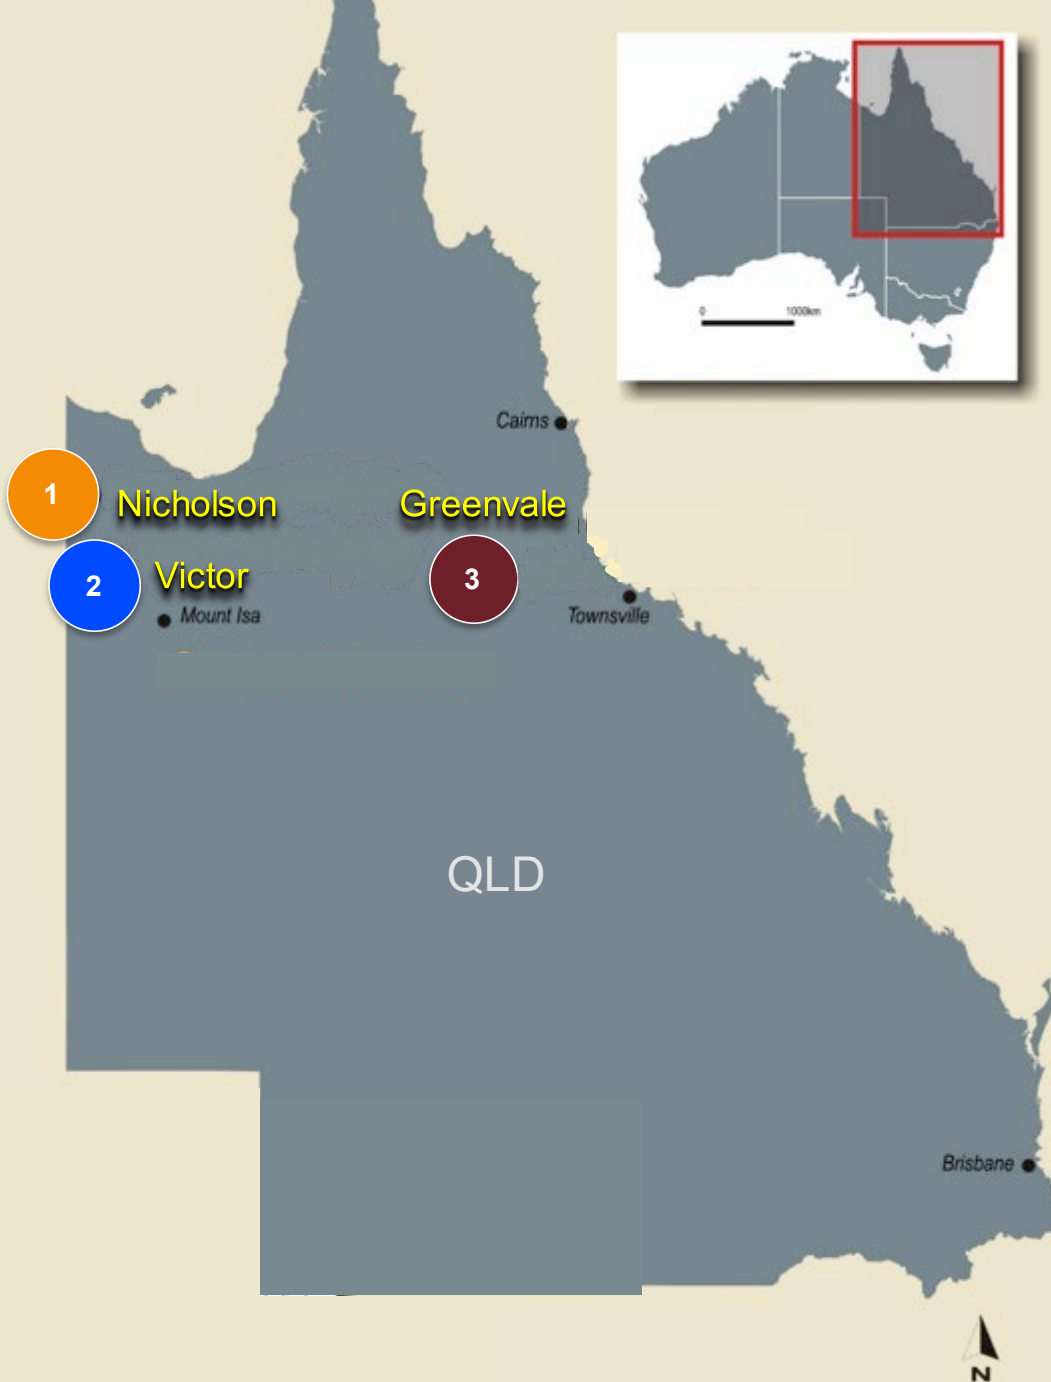 0 1000km
Cairns
1 Nicholson
Greenvale
2 Victor
3
Mount Isa
Townsville
QLD
Brisbane
N